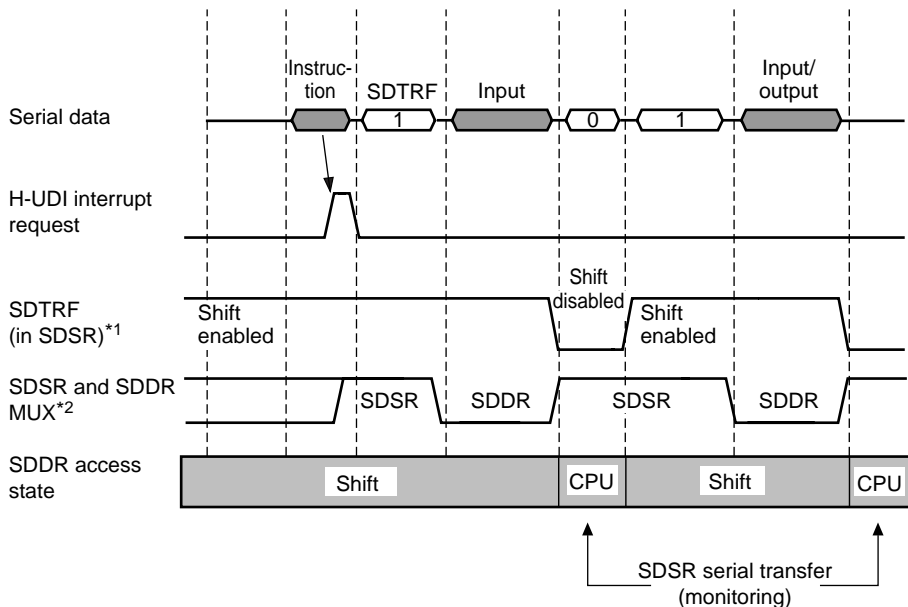 Instruc-
tion
SDTRF
Input
Input/
output
Serial data
1
0
1
H-UDI interrupt
request
Shift
disabled
SDTRF
(in SDSR)*1
Shift
enabled
Shift
enabled
SDSR and SDDR
MUX*2
SDSR
SDDR
SDSR
SDDR
SDDR access
state
Shift
CPU
Shift
CPU
SDSR serial transfer
(monitoring)